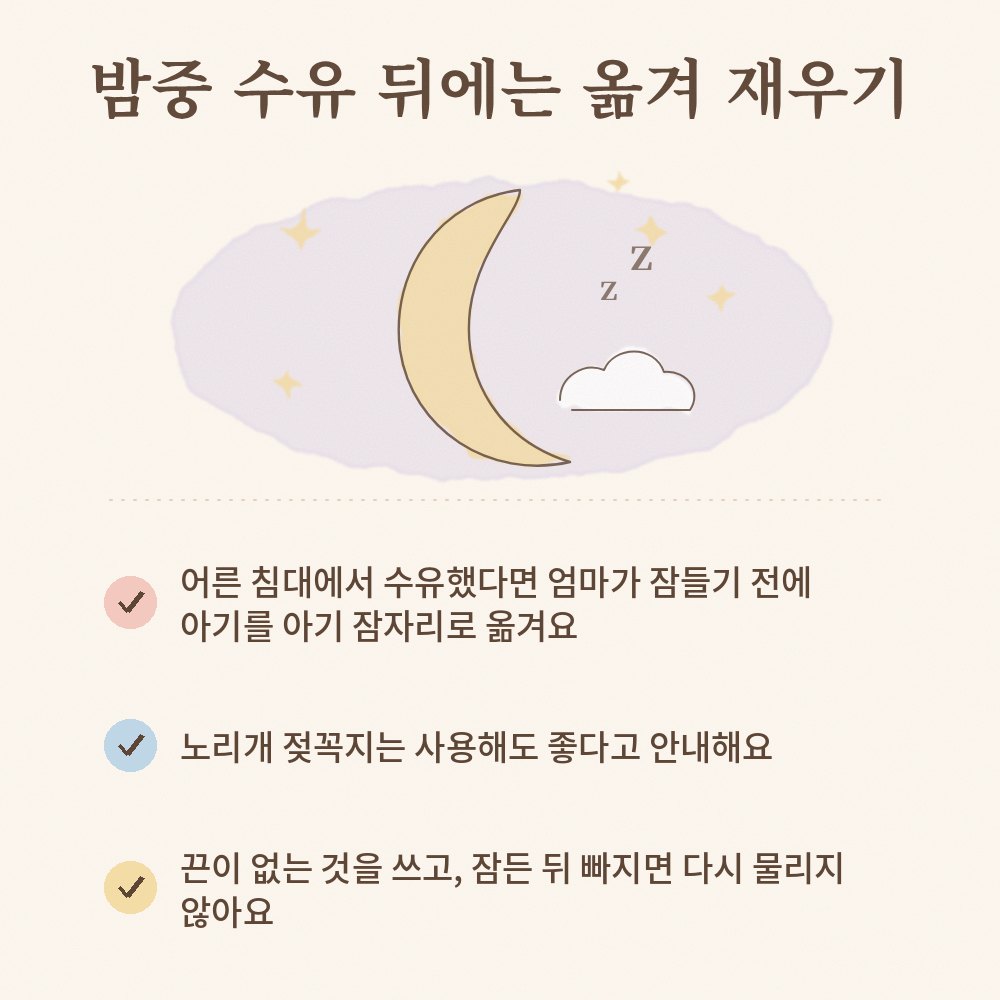 밤중 수유 뒤에는 옮겨 재우기
z
z
어른 침대에서 수유했다면 엄마가 잠들기 전에
아기를 아기 잠자리로 옮겨요
노리개 젖꼭지는 사용해도 좋다고 안내해요
끈이 없는 것을 쓰고, 잠든 뒤 빠지면 다시 물리지
않아요